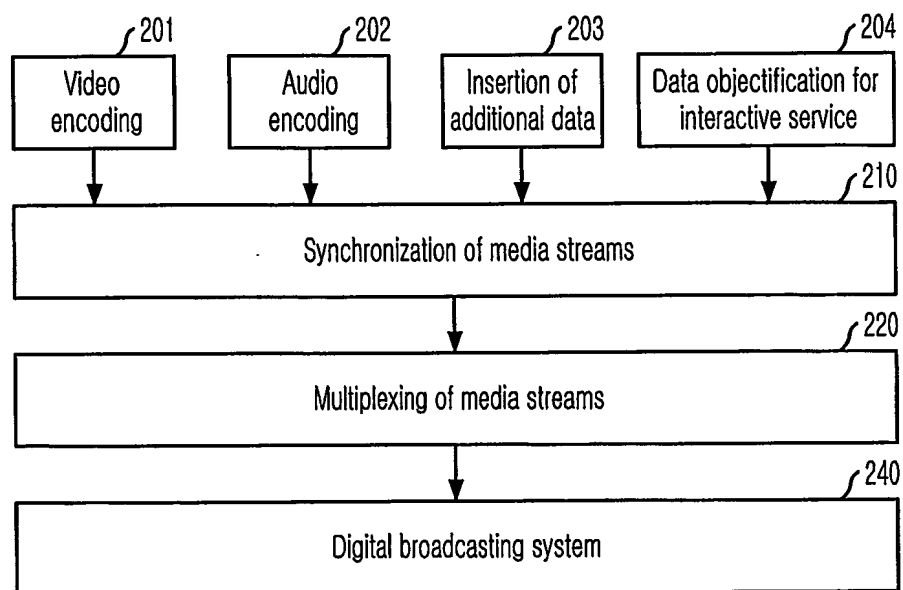 201
202
203
204
Video
encoding
Audio
encoding
Insertion of
additional data
Data objectification for
interactive service
210
Synchronization of media streams
220
Multiplexing of media streams
240
Digital broadcasting system